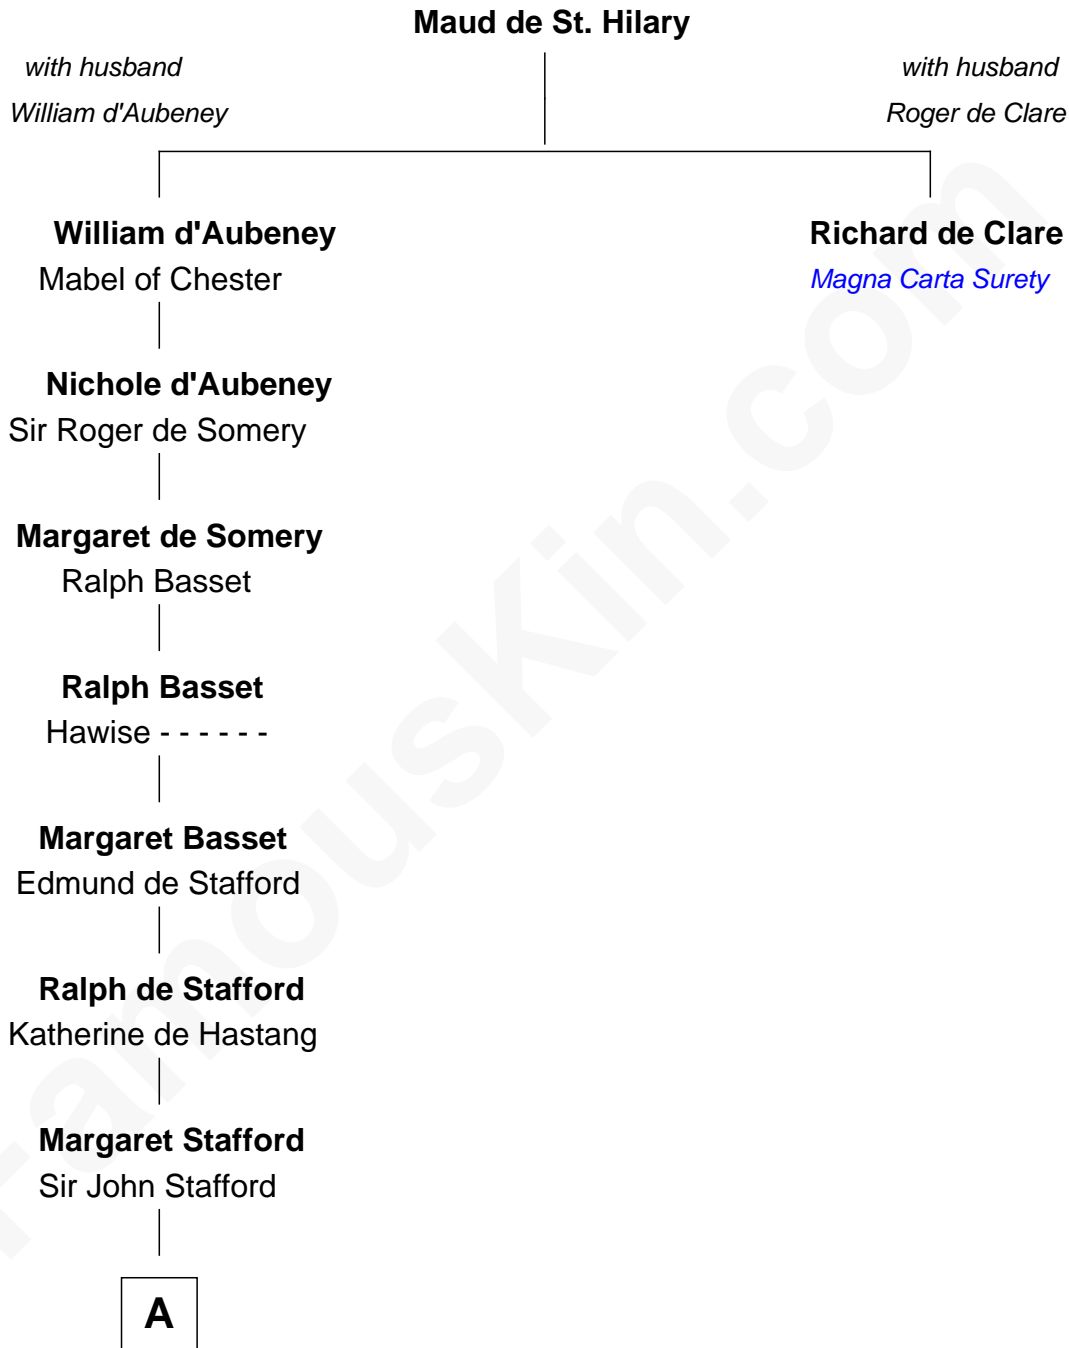 Maud de St. Hilary
with husband
William d'Aubeney
with husband
Roger de Clare
William d'Aubeney
Mabel of Chester
Richard de Clare
Magna Carta Surety
Nichole d'Aubeney
Sir Roger de Somery
Margaret de Somery
Ralph Basset
Ralph Basset
Hawise - - - - - -
Margaret Basset
Edmund de Stafford
Ralph de Stafford
Katherine de Hastang
Margaret Stafford
Sir John Stafford
A
FamousKin.com